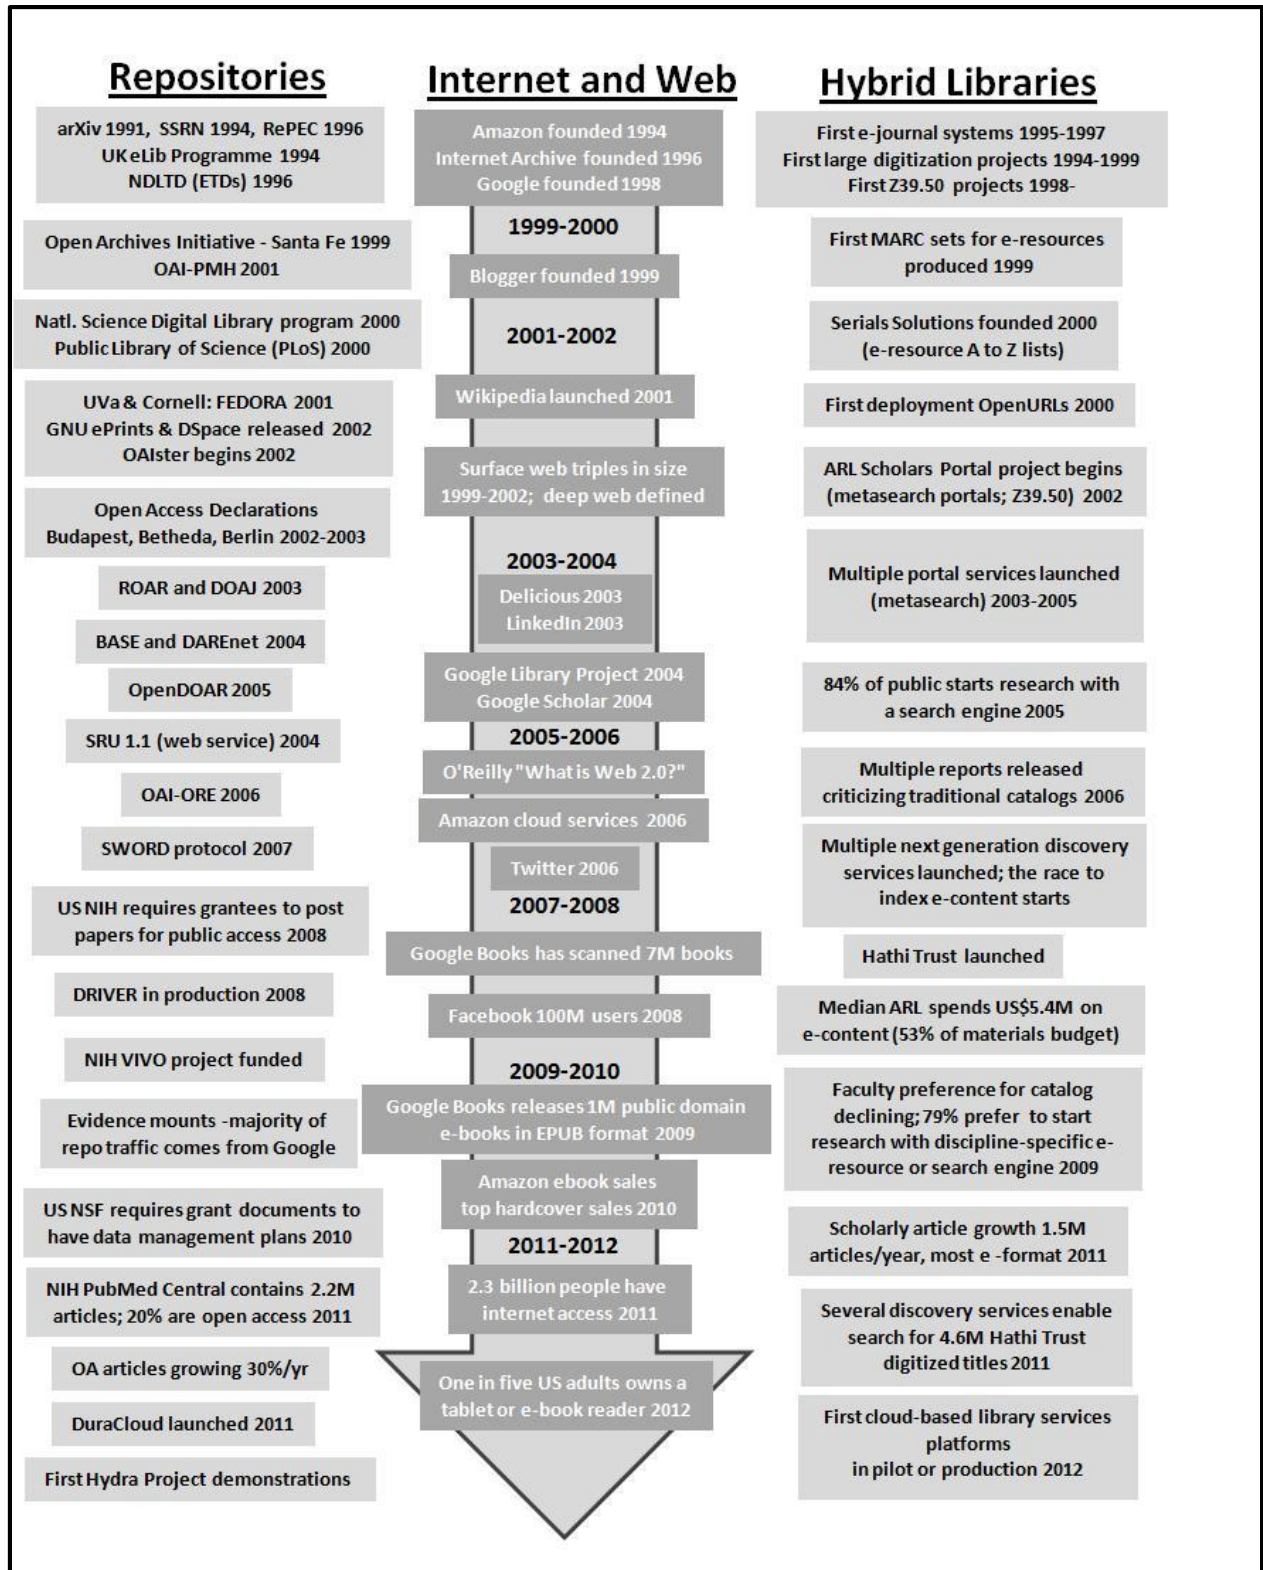 Repositories
arXiv 1991, SSRN 1994, RePEC 1996
UK eLib Programme 1994
NDLTD (ETDs) 1996
Open Archives Initiative - Santa Fe 1999
OAI-PMH 2001
Natl. Science Digital Library program 2000
Public Library of Science (PLoS) 2000
UVa & Cornell: FEDORA 2001
GNU ePrints & DSpace released 2002
OAIster begins 2002
Open Access Declarations
Budapest, Betheda, Berlin 2002-2003
ROAR and DOAJ 2003
BASE and DAREnet 2004
OpenDOAR 2005
SRU 1.1 (web service) 2004
OAI-ORE 2006
SWORD protocol 2007
US NIH requires grantees to post
papers for public access 2008
DRIVER in production 2008
NIH VIVO project funded
Evidence mounts -majority of
repo traffic comes from Google
US NSF requires grant documents to
have data management plans 2010
NIH PubMed Central contains 2.2M
articles; 20% are open access 2011
OA articles growing 30%/yr
DuraCloud launched 2011
First Hydra Project demonstrations
Internet and Web
Amazon founded 1994
Internet Archive founded 1996
Google founded 1998
1999-2000
Blogger founded 1999
2001-2002
Wikipedia launched 2001
Surface web triples in size
1999-2002; deep web defined
2003-2004
Delicious 2003
LinkedIn 2003
Google Library Project 2004
Google Scholar 2004
2005-2006
O'Reilly "What is Web 2.0?"
Amazon cloud services 2006
Twitter 2006
2007-2008
Google Books has scanned 7M books
Facebook 100M users 2008
2009-2010
Google Books releases 1M public domain
e-books in EPUB format 2009
Amazon ebook sales
top hardcover sales 2010
2011-2012
2.3 billion people have
internet access 2011
One in five US adults owns a
tablet or e-book reader 2012
Hybrid Libraries
First e-journal systems 1995-1997
First large digitization projects 1994-1999
First Z39.50 projects 1998-
First MARC sets for e-resources
produced 1999
Serials Solutions founded 2000
(e-resource A to Z lists)
First deployment OpenURLs 2000
ARL Scholars Portal project begins
(metasearch portals; Z39.50) 2002
Multiple portal services launched
(metasearch) 2003-2005
84% of public starts research with
a search engine 2005
Multiple reports released
criticizing traditional catalogs 2006
Multiple next generation discovery
services launched; the race to
index e-content starts
Hathi Trust launched
Median ARL spends US$5.4M on
e-content (53% of materials budget)
Faculty preference for catalog
declining; 79% prefer to start
research with discipline-specific e-
resource or search engine 2009
Scholarly article growth 1.5M
articles/year, most e -format 2011
Several discovery services enable
search for 4.6M Hathi Trust
digitized titles 2011
First cloud-based library services
platforms
in pilot or production 2012